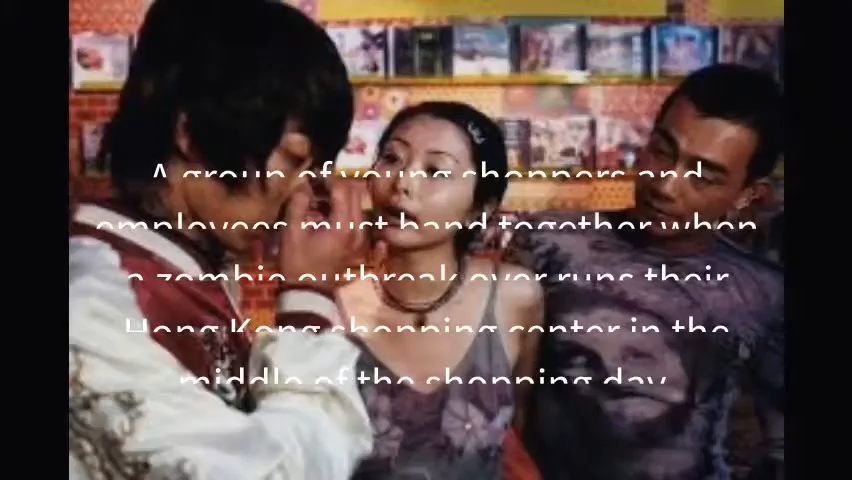 A group of young shoppers and
employees must band together when
a zombie outbreak over runs their
Hong Kong shopping center in the
middle of the shopping day.